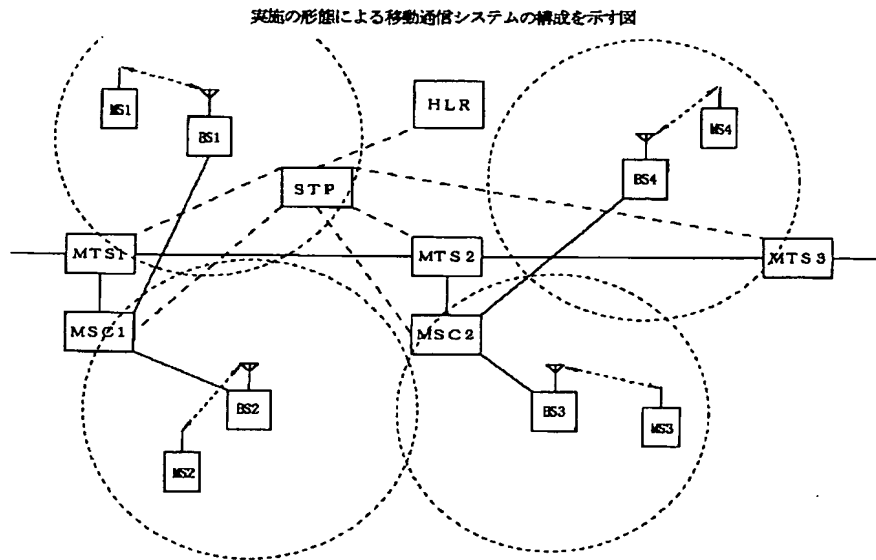 実施の形態による移動通信システムの構成を示す図
MS1
BS1
HLR
MS4
BS4
STP
MTS1
MTS2
MTS3
MSC1
MSC2
BS2
MS2
BS3
MS3